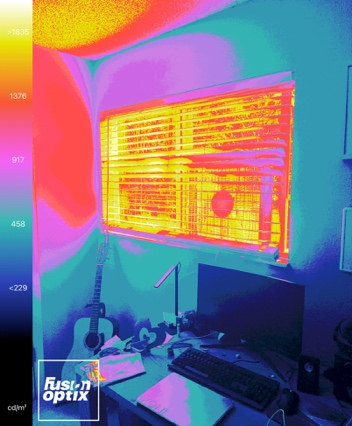 >1835
1376
917
458
<229
cd/m²
fusion
optix